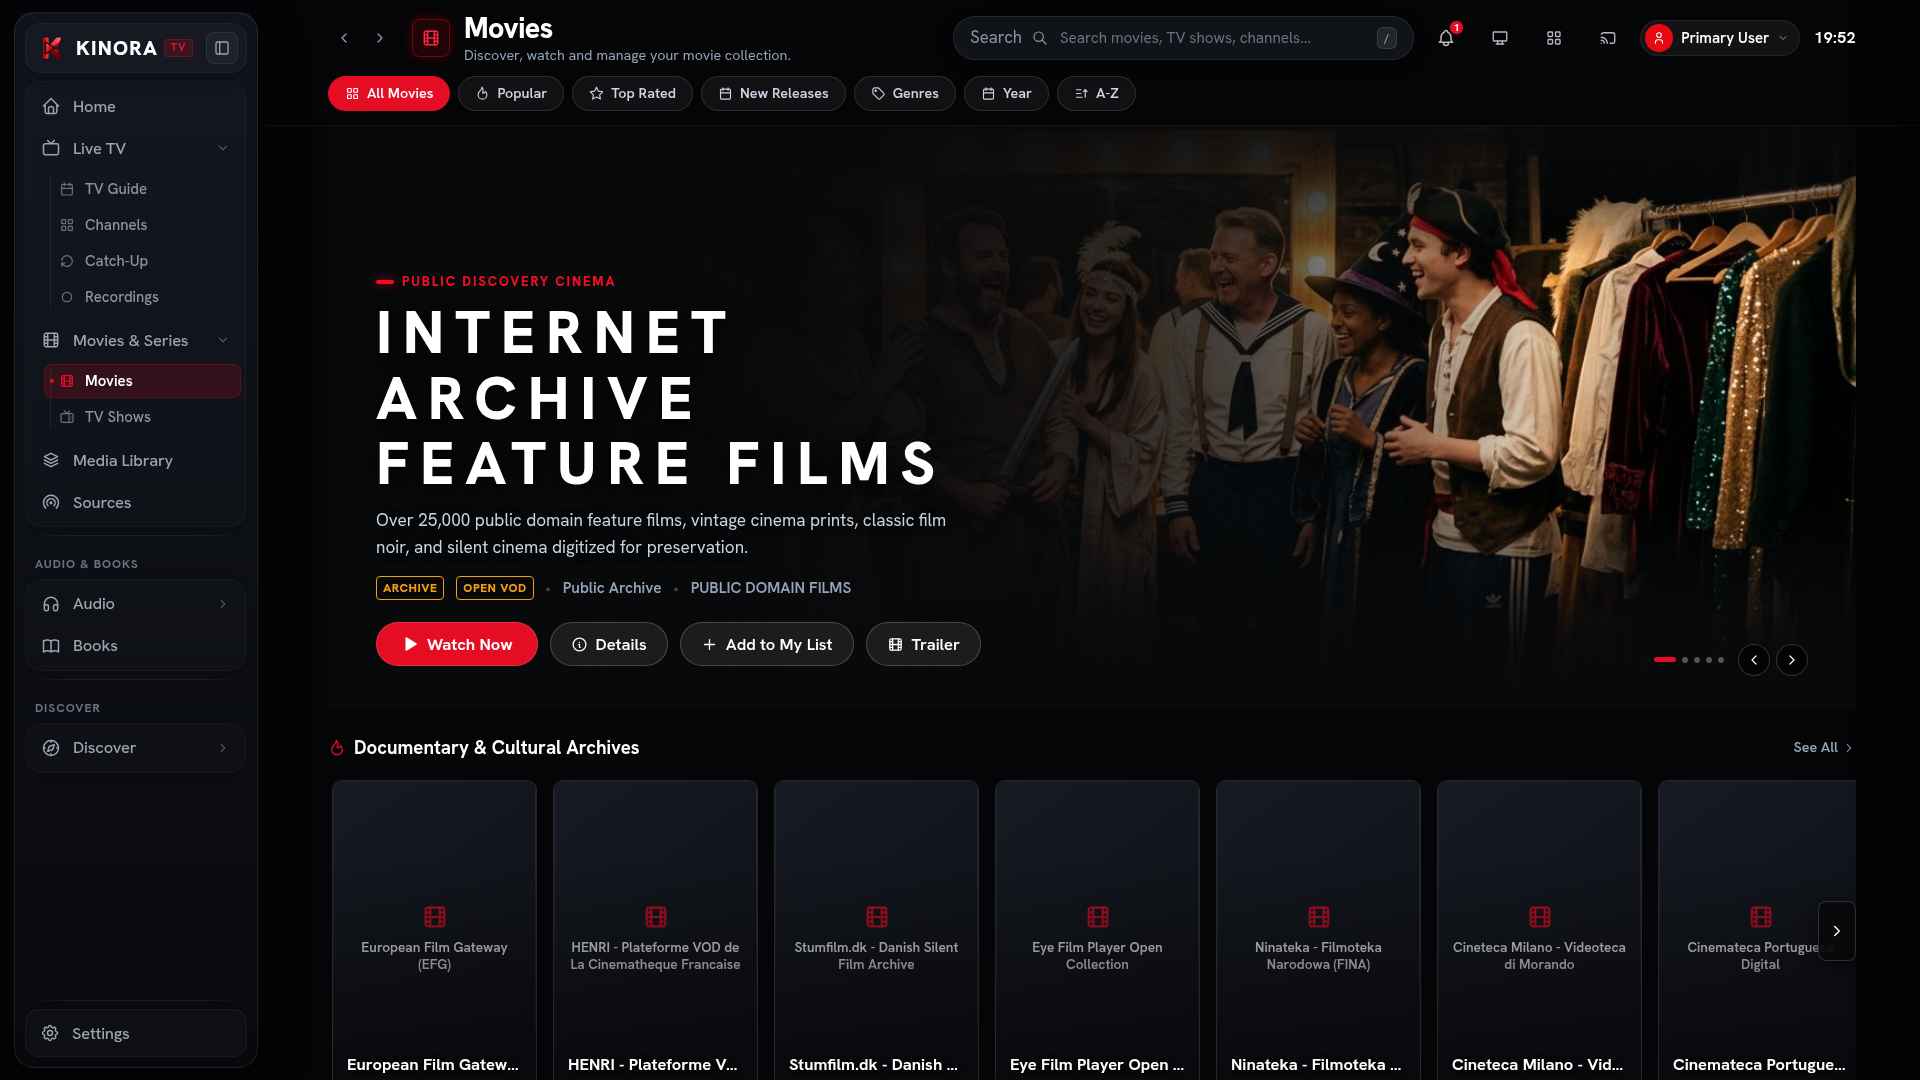 KINORA TV
Home
Live TV
TV Guide
Channels
Catch-Up
Recordings
Movies & Series
Movies
TV Shows
Media Library
Sources
AUDIO & BOOKS
Audio
Books
DISCOVER
Discover
Settings
Movies
Discover, watch and manage your movie collection.
Search
Search movies, TV shows, channels...
/
1
Primary User
19:52
All Movies
Popular
Top Rated
New Releases
Genres
Year
A-Z
PUBLIC DISCOVERY CINEMA
INTERNET
ARCHIVE
FEATURE FILMS
Over 25,000 public domain feature films, vintage cinema prints, classic film
noir, and silent cinema digitized for preservation.
ARCHIVE
OPEN VOD
• Public Archive • PUBLIC DOMAIN FILMS
Watch Now
Details
Add to My List
Trailer
Documentary & Cultural Archives
See All
European Film Gateway
(EFG)
European Film Gatew...
HENRI - Plateforme VOD de
La Cinematheque Francaise
HENRI - Plateforme V...
Stumfilm.dk - Danish Silent
Film Archive
Stumfilm.dk - Danish ...
Eye Film Player Open
Collection
Eye Film Player Open ...
Ninateka - Filmoteka
Narodowa (FINA)
Ninateka - Filmoteka ...
Cineteca Milano - Videoteca
di Morando
Cineteca Milano - Vid...
Cinemateca Portuguesa
Digital
Cinemateca Portugue...